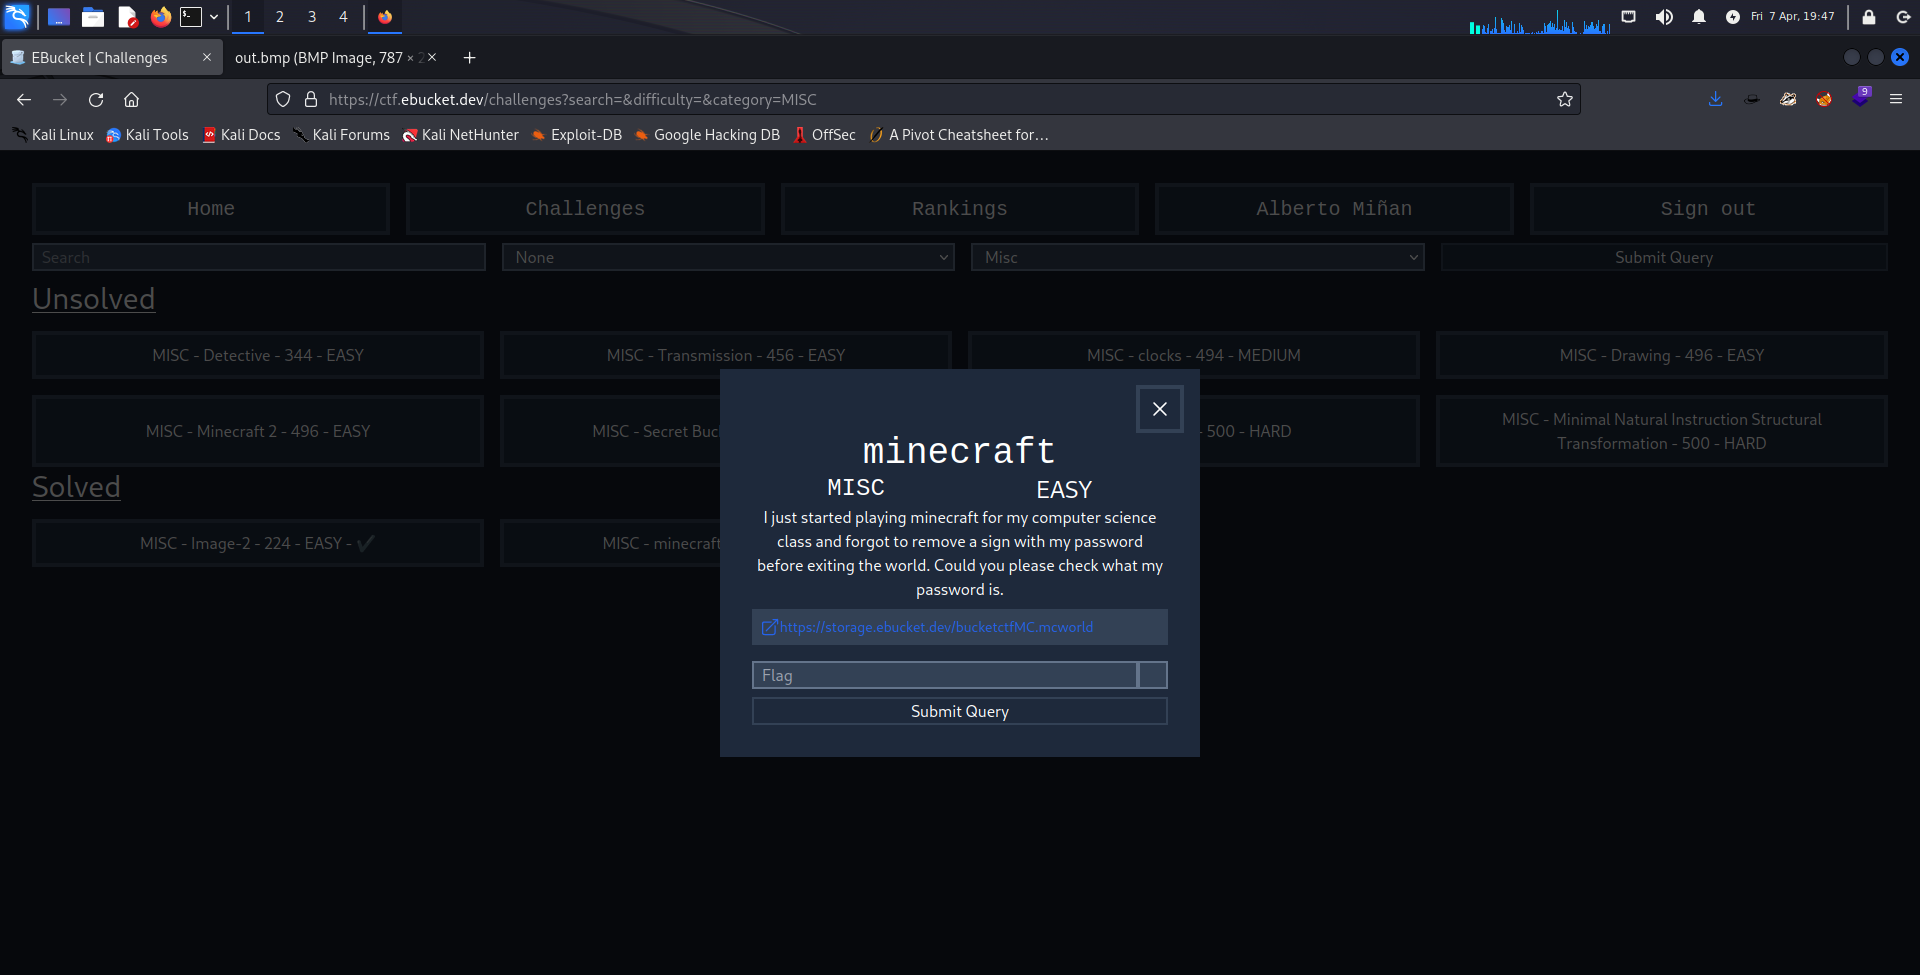 1 2 3 4
Fri 7 Apr, 19:47
EBucket | Challenges
out.bmp (BMP Image, 787 × 2
https://ctf.ebucket.dev/challenges?search=&difficulty=&category=MISC
9
Kali Linux Kali Tools Kali Docs Kali Forums Kali NetHunter Exploit-DB Google Hacking DB OffSec A Pivot Cheatsheet for…
Home Challenges Rankings Alberto Miñan Sign out
Search None Misc Submit Query
Unsolved
MISC - Detective - 344 - EASY MISC - Transmission - 456 - EASY MISC - clocks - 494 - MEDIUM MISC - Drawing - 496 - EASY
MISC - Minecraft 2 - 496 - EASY MISC - Secret Buc - 500 - HARD MISC - Minimal Natural Instruction Structural
Transformation - 500 - HARD
Solved
MISC - Image-2 - 224 - EASY - ✔ MISC - minecraft
minecraft
MISC EASY
I just started playing minecraft for my computer science
class and forgot to remove a sign with my password
before exiting the world. Could you please check what my
password is.
https://storage.ebucket.dev/bucketctfMC.mcworld
Flag
Submit Query